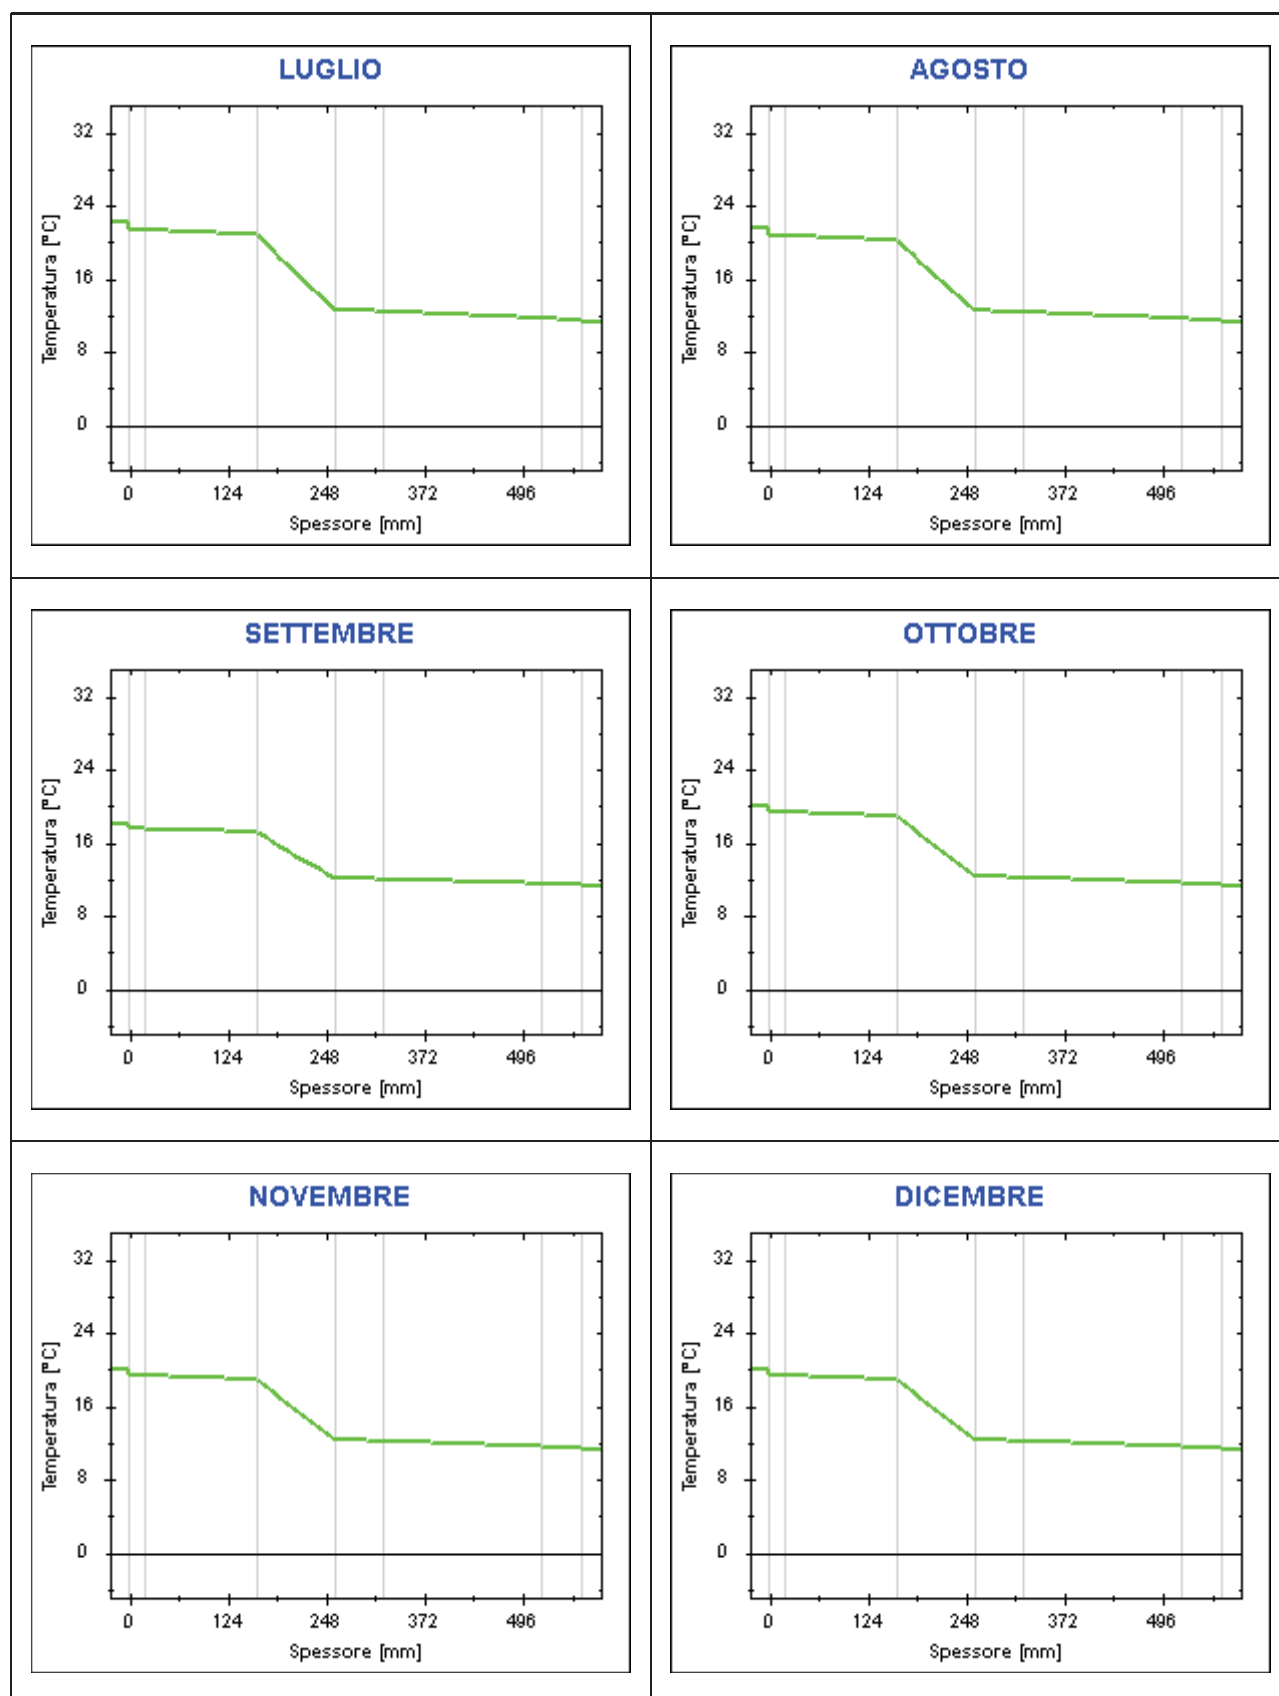 LUGLIO
32
24
16
8
0
Temperatura [°C]
0 124 248 372 496
Spessore [mm]
AGOSTO
32
24
16
8
0
Temperatura [°C]
0 124 248 372 496
Spessore [mm]
SETTEMBRE
32
24
16
8
0
Temperatura [°C]
0 124 248 372 496
Spessore [mm]
OTTOBRE
32
24
16
8
0
Temperatura [°C]
0 124 248 372 496
Spessore [mm]
NOVEMBRE
32
24
16
8
0
Temperatura [°C]
0 124 248 372 496
Spessore [mm]
DICEMBRE
32
24
16
8
0
Temperatura [°C]
0 124 248 372 496
Spessore [mm]